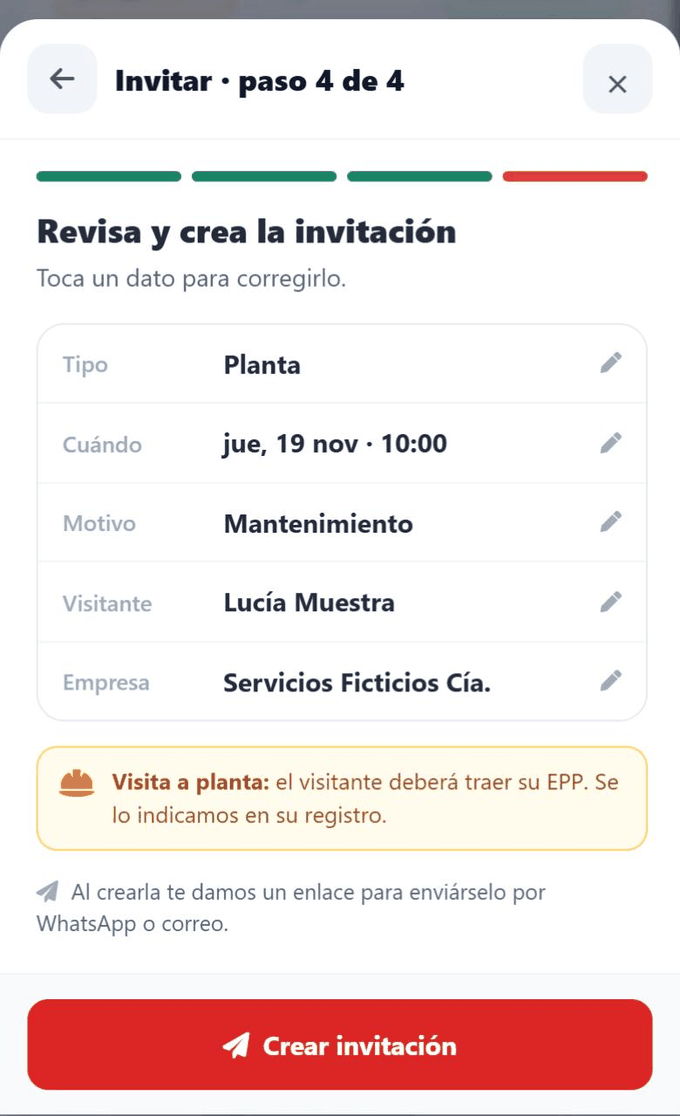 Invitar · paso 4 de 4
Revisa y crea la invitación
Toca un dato para corregirlo.
Tipo Planta
Cuándo jue, 19 nov · 10:00
Motivo Mantenimiento
Visitante Lucía Muestra
Empresa Servicios Ficticios Cía.
Visita a planta: el visitante deberá traer su EPP. Se
lo indicamos en su registro.
Al crearla te damos un enlace para enviárselo por
WhatsApp o correo.
Crear invitación